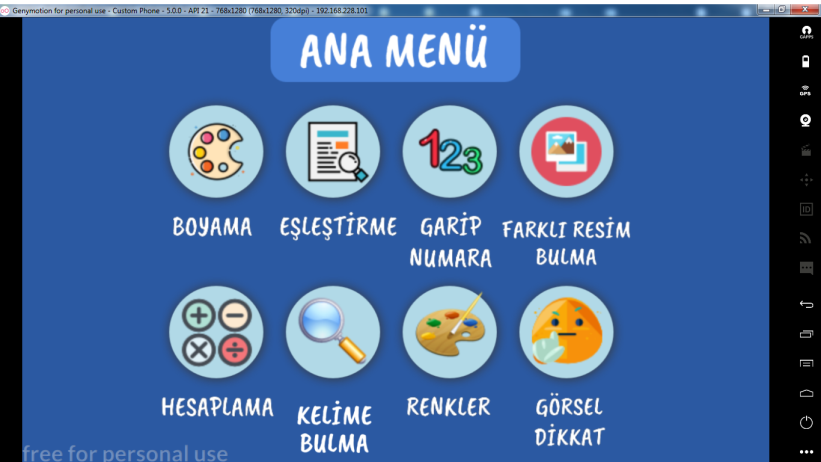 Genymotion for personal use - Custom Phone - 5.0.0 - API 21 - 768x1280 (768x1280, 320dpi) - 192.168.228.101
ANA MENÜ
GAPPS
GPS
ID
123
BOYAMA
EŞLEŞTİRME
GARİP
NUMARA
FARKLI RESİM
BULMA
HESAPLAMA
KELİME
BULMA
RENKLER
GÖRSEL
DİKKAT
free for personal use